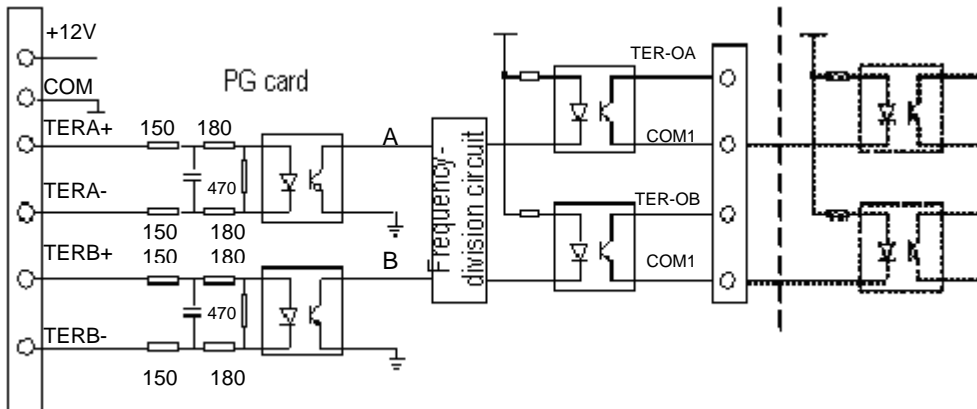 +12V
COM
PG card
TERA+
150 180
470
TERA-
150 180
150 180
TERB+
470
TERB-
150 180
A
B
Frequency-
division circuit
TER-OA
COM1
TER-OB
COM1